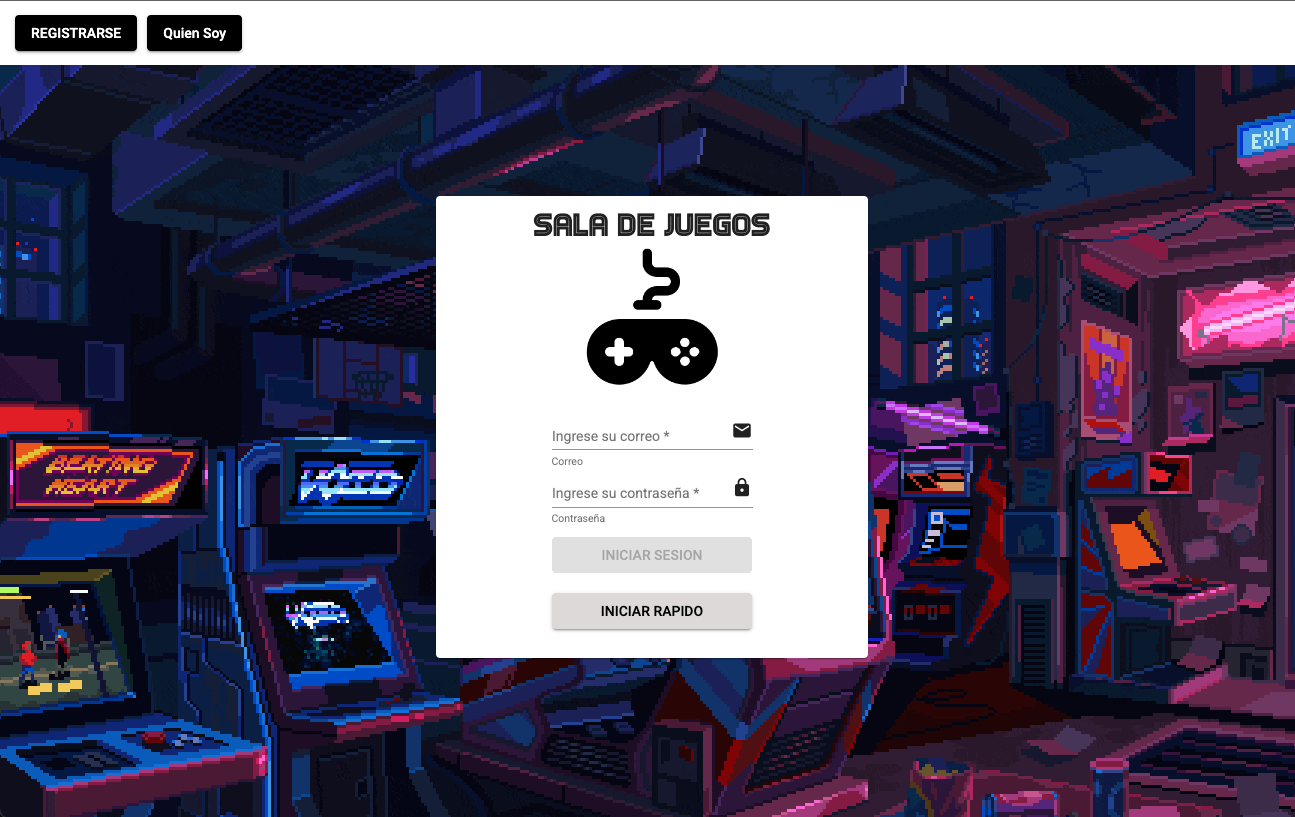 REGISTRARSE
Quien Soy
EXIT
SALA DE JUEGOS
Ingrese su correo *
Correo
BEATING
HEART
Ingrese su contraseña *
Contraseña
INICIAR SESION
INICIAR RAPIDO